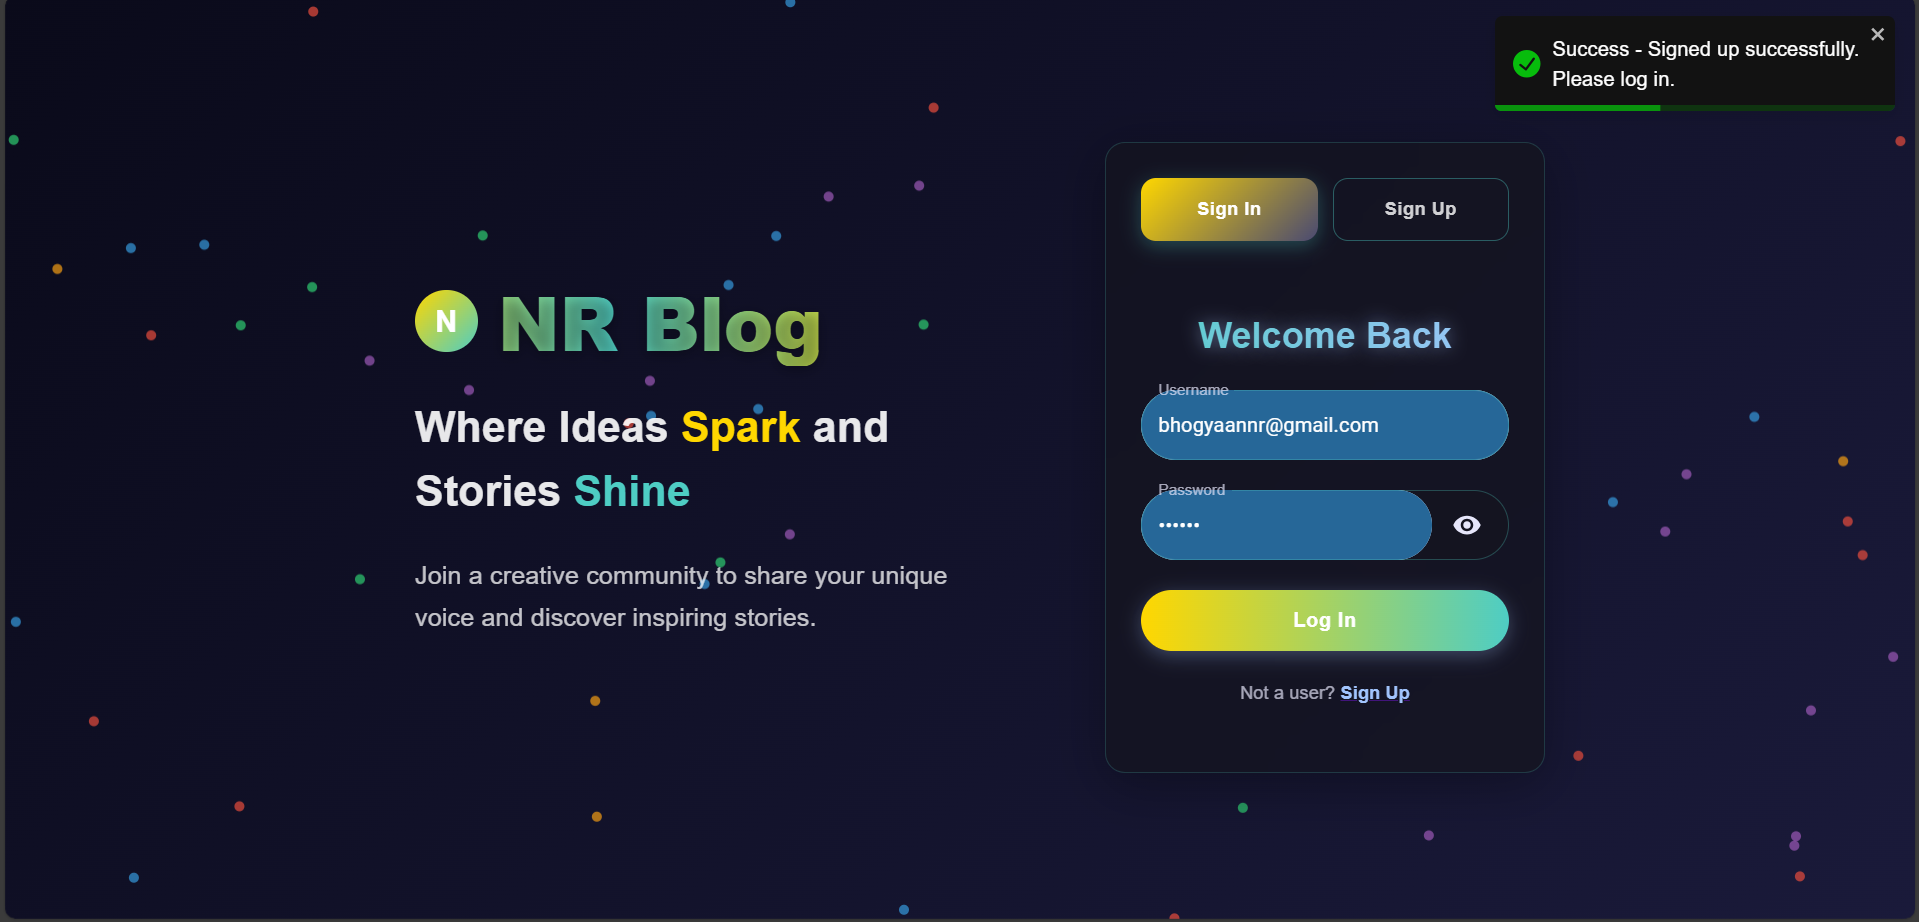 Success - Signed up successfully.
Please log in.
Sign In
Sign Up
N
NR Blog
Where Ideas Spark and
Stories Shine
Join a creative community to share your unique
voice and discover inspiring stories.
Welcome Back
Username
bhogyaannr@gmail.com
Password
••••••
Log In
Not a user? Sign Up